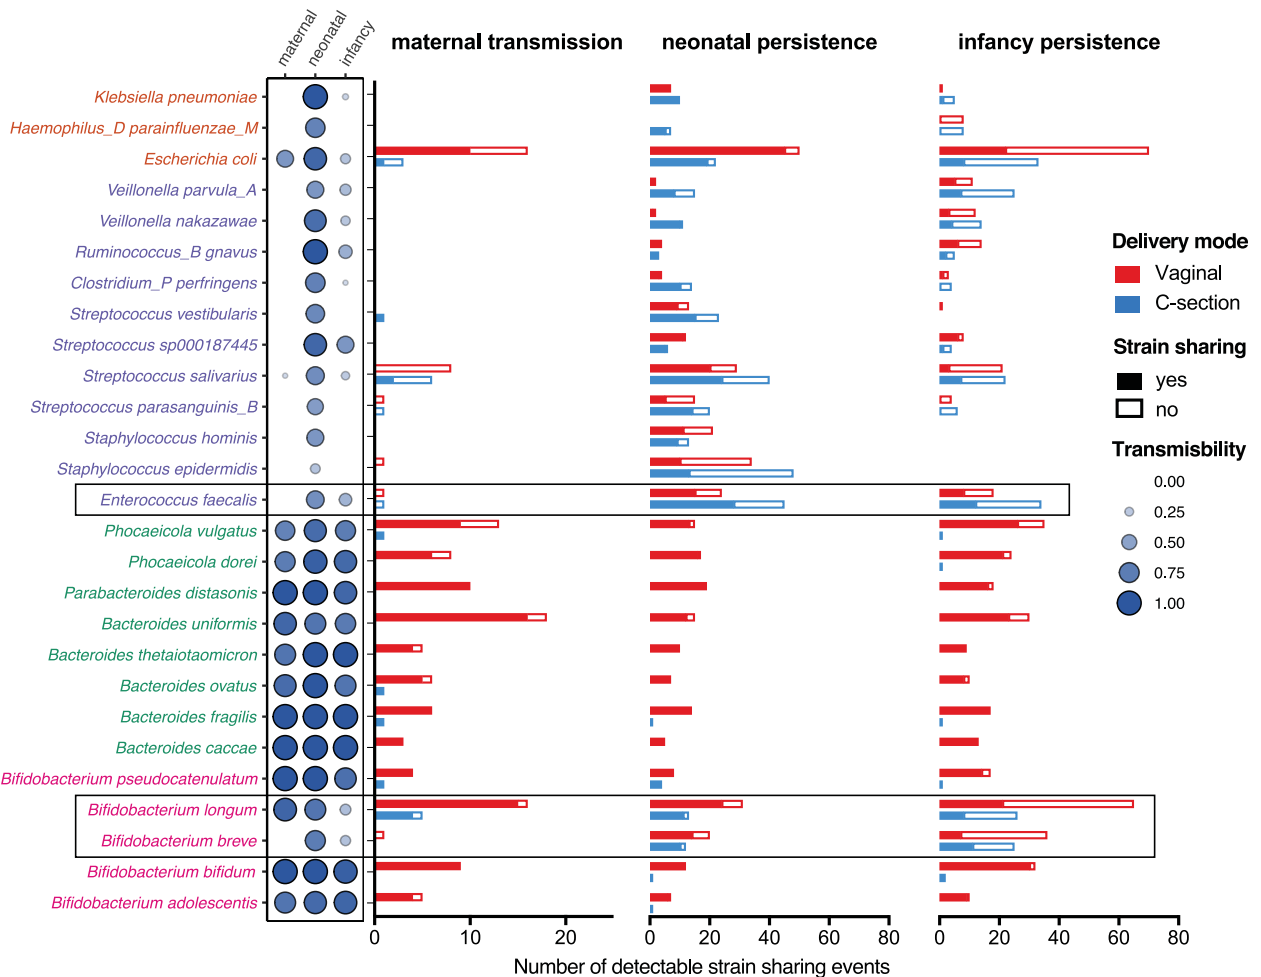 maternal
neonatal
infancy
maternal transmission
neonatal persistence
infancy persistence
Klebsiella pneumoniae
Haemophilus_D parainfluenzae_M
Escherichia coli
Veillonella parvula_A
Veillonella nakazawae
Ruminococcus_B gnavus
Clostridium_P perfringens
Streptococcus vestibularis
Streptococcus sp000187445
Streptococcus salivarius
Streptococcus parasanguinis_B
Staphylococcus hominis
Staphylococcus epidermidis
Enterococcus faecalis
Phocaeicola vulgatus
Phocaeicola dorei
Parabacteroides distasonis
Bacteroides uniformis
Bacteroides thetaiotaomicron
Bacteroides ovatus
Bacteroides fragilis
Bacteroides caccae
Bifidobacterium pseudocatenulatum
Bifidobacterium longum
Bifidobacterium breve
Bifidobacterium bifidum
Bifidobacterium adolescentis
Delivery mode
Vaginal
C-section
Strain sharing
yes
no
Transmisbility
0.00
0.25
0.50
0.75
1.00
0 10 20
0 20 40 60 80
0 20 40 60 80
Number of detectable strain sharing events